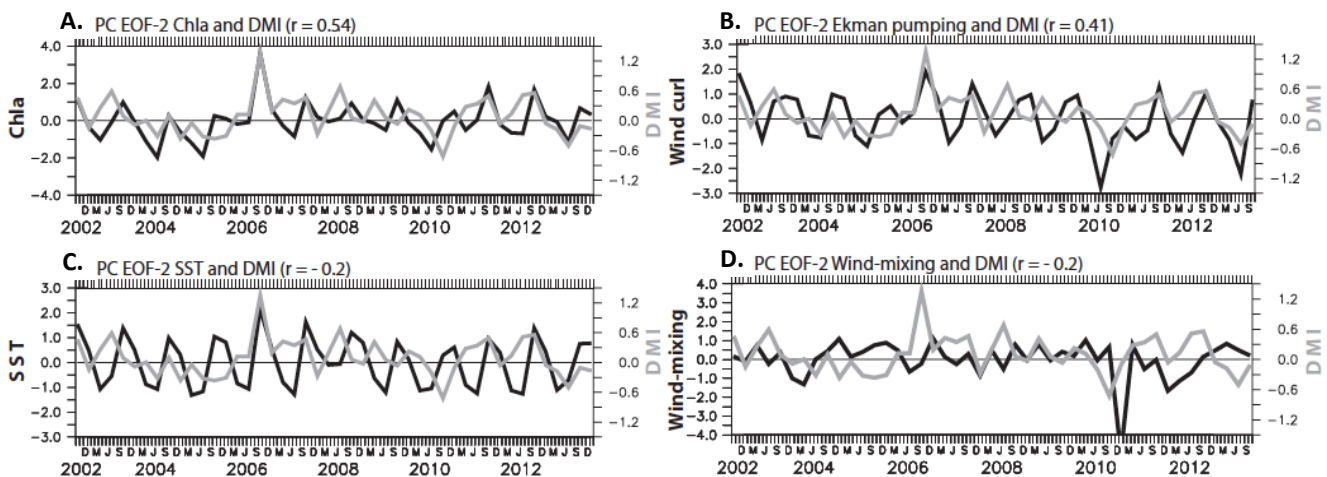 A. PC EOF-2 Chla and DMI (r = 0.54)
4.0
2.0
0.0
−2.0
−4.0
Chla
1.2
0.6
0.0
−0.6
−1.2
DMI
D M J S D M J S D M J S D M J S D M J S D M J S D M J S D M J S D M J S D M J S D M J S D
2002 2004 2006 2008 2010 2012
B. PC EOF-2 Ekman pumping and DMI (r = 0.41)
3.0
2.0
1.0
0.0
−1.0
−2.0
−3.0
Wind curl
1.2
0.6
0.0
−0.6
−1.2
DMI
D M J S D M J S D M J S D M J S D M J S D M J S D M J S D M J S D M J S D M J S D M J S
2002 2004 2006 2008 2010 2012
C. PC EOF-2 SST and DMI (r = - 0.2)
3.0
2.0
1.0
0.0
−1.0
−2.0
−3.0
SST
1.2
0.6
0.0
−0.6
−1.2
DMI
D M J S D M J S D M J S D M J S D M J S D M J S D M J S D M J S D M J S D M J S D M J S
2002 2004 2006 2008 2010 2012
D. PC EOF-2 Wind-mixing and DMI (r = - 0.2)
4.0
3.0
2.0
1.0
0.0
−1.0
−2.0
−3.0
−4.0
Wind-mixing
1.2
0.6
0.0
−0.6
−1.2
DMI
D M J S D M J S D M J S D M J S D M J S D M J S D M J S D M J S D M J S D M J S D M J S
2002 2004 2006 2008 2010 2012